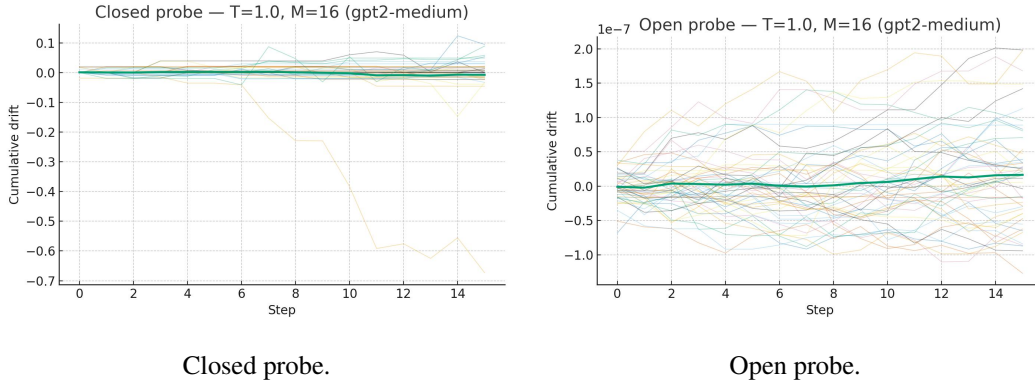 Closed probe — T=1.0, M=16 (gpt2-medium)
0.1
0.0
−0.1
−0.2
−0.3
−0.4
−0.5
−0.6
−0.7
Cumulative drift
0 2 4 6 8 10 12 14
Step
Closed probe.
1e−7
Open probe — T=1.0, M=16 (gpt2-medium)
2.0
1.5
1.0
0.5
0.0
−0.5
−1.0
Cumulative drift
0 2 4 6 8 10 12 14
Step
Open probe.